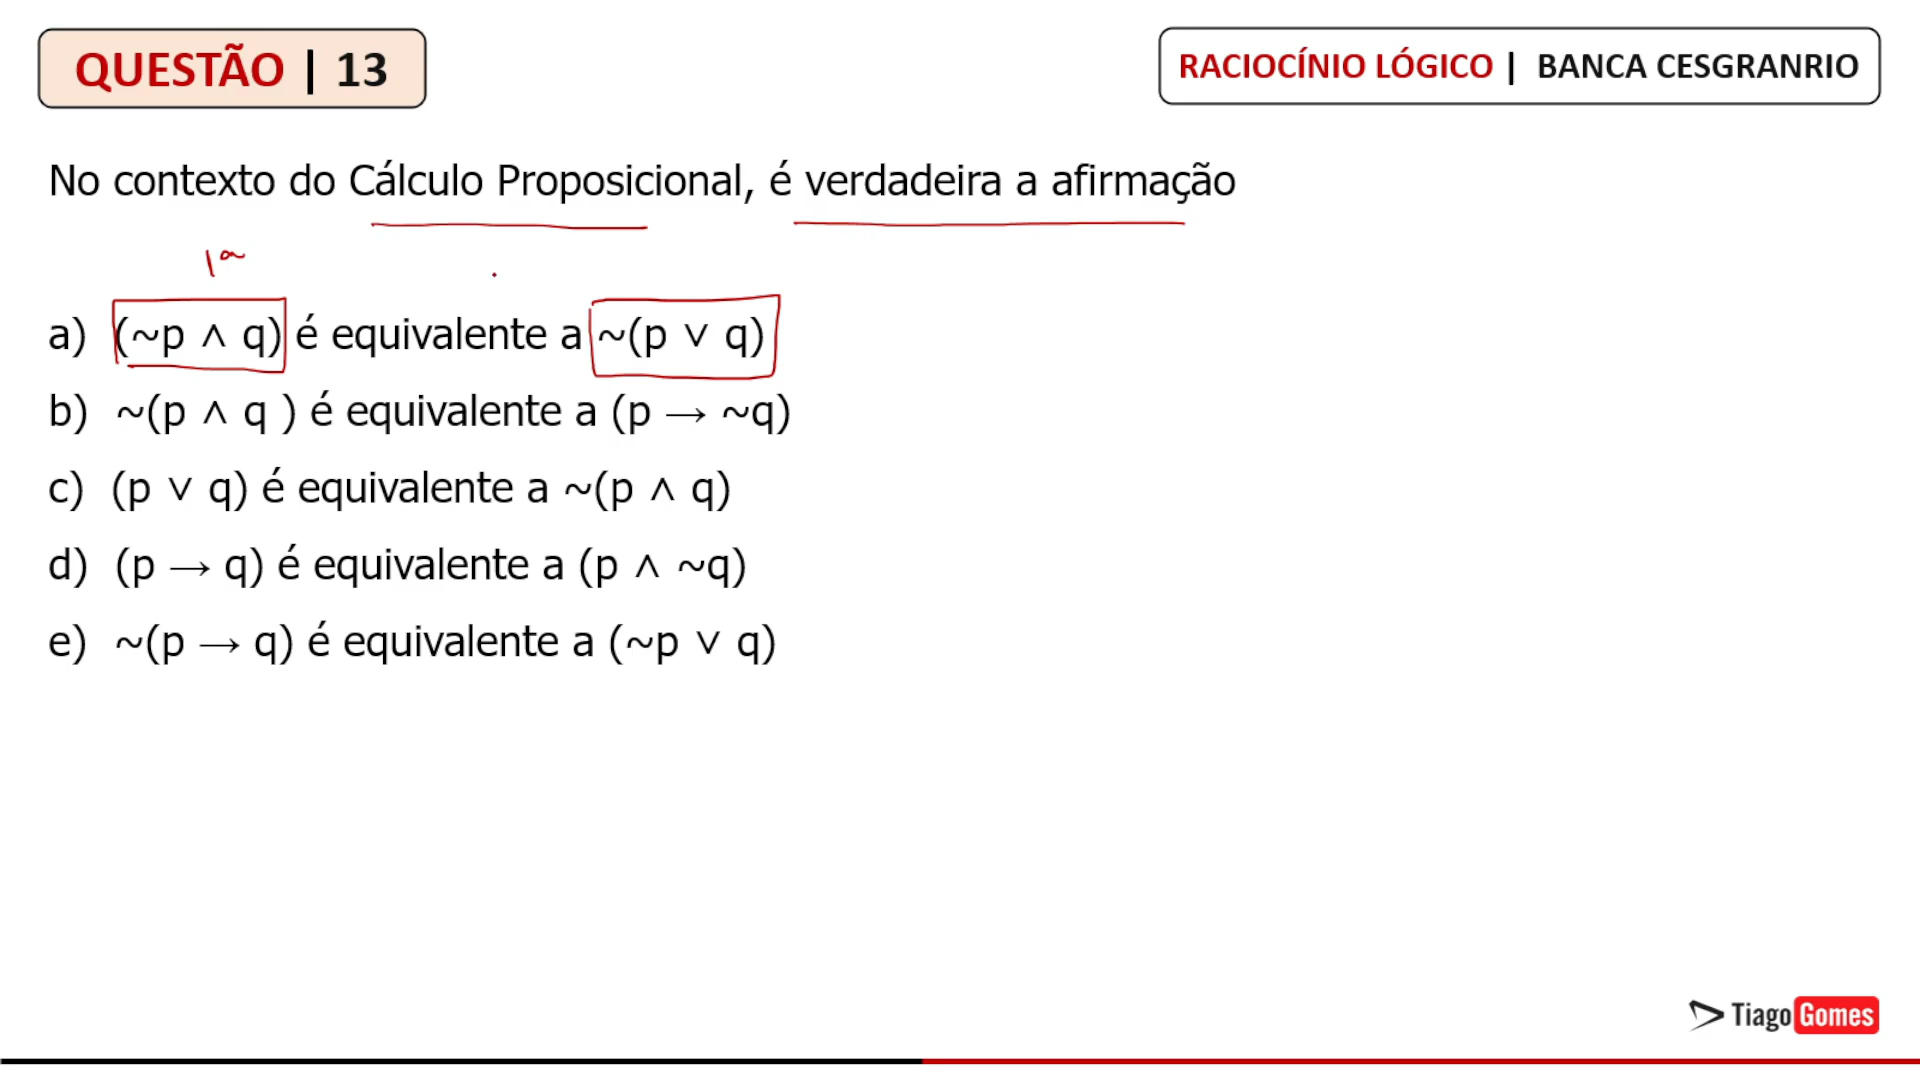 QUESTÃO | 13
RACIOCÍNIO LÓGICO | BANCA CESGRANRIO
No contexto do Cálculo Proposicional, é verdadeira a afirmação
1ª
a) (~p ∧ q) é equivalente a ~(p ∨ q)
b) ~(p ∧ q ) é equivalente a (p → ~q)
c) (p ∨ q) é equivalente a ~(p ∧ q)
d) (p → q) é equivalente a (p ∧ ~q)
e) ~(p → q) é equivalente a (~p ∨ q)
Tiago Gomes